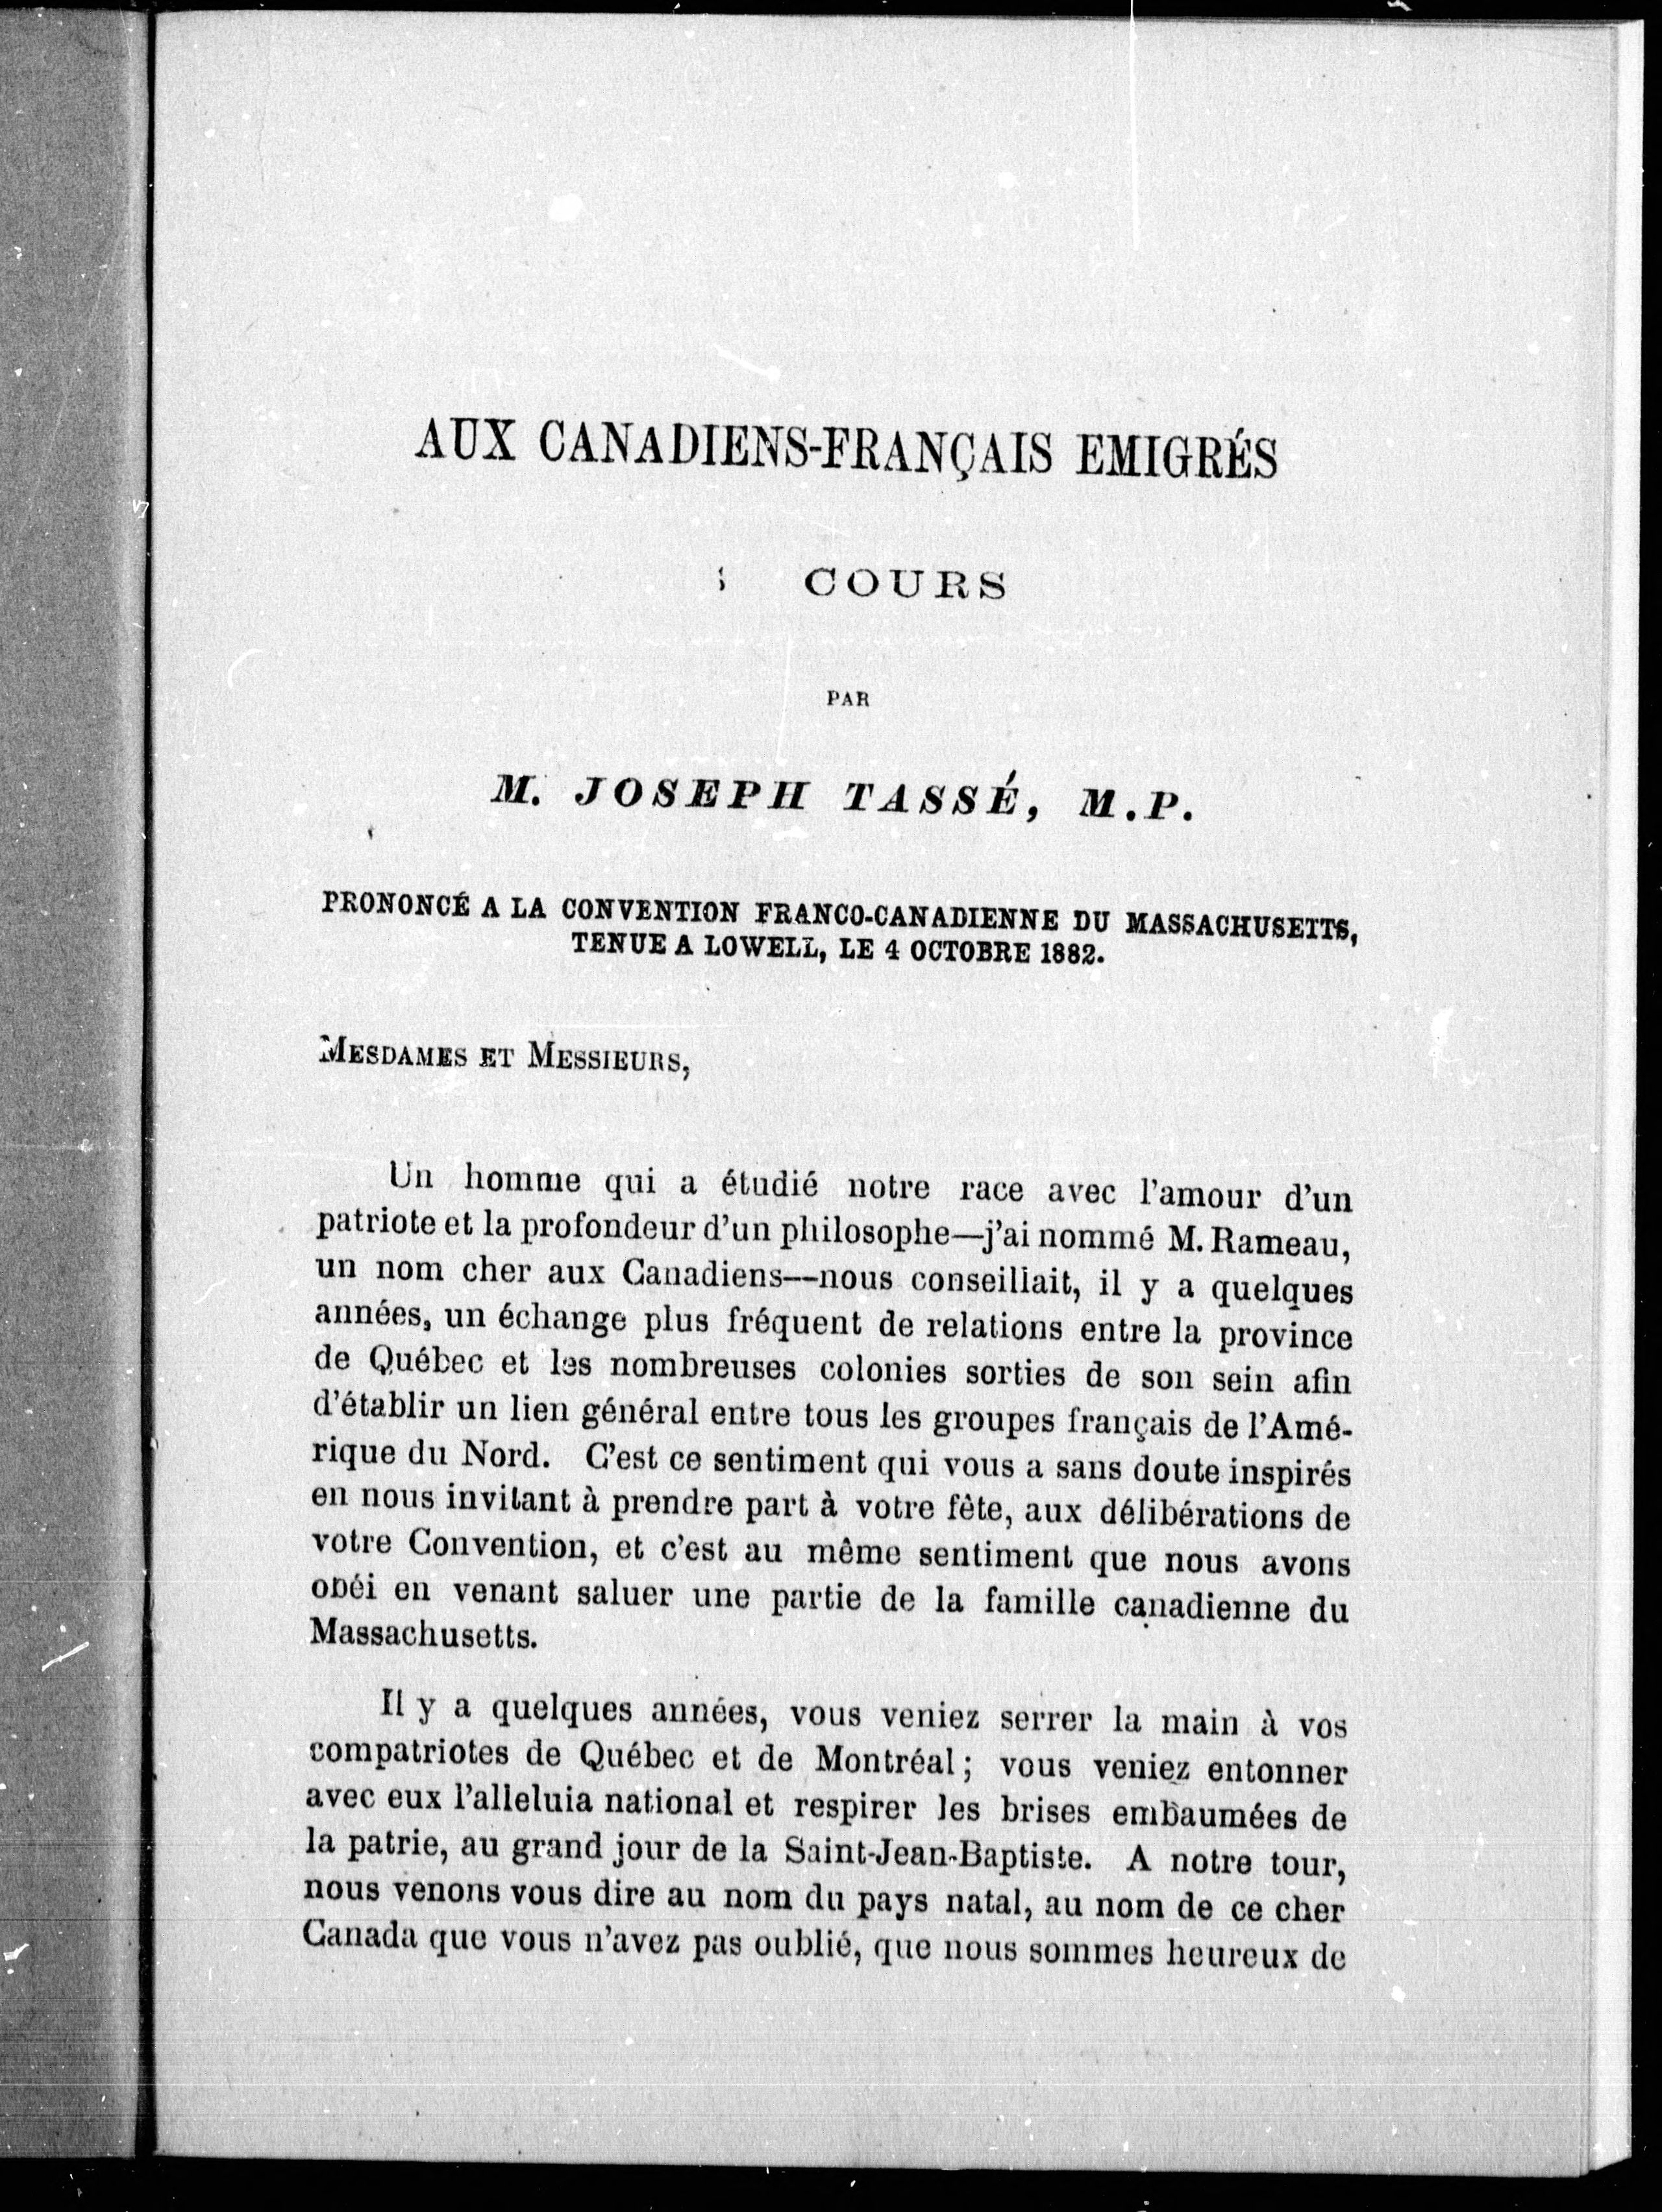 AUX CANADIENS-FRANÇAIS EMIGRÉS
COURS
PAR
M. JOSEPH TASSÉ, M.P.
PRONONCÉ A LA CONVENTION FRANCO-CANADIENNE DU MASSACHUSETTS,
TENUE A LOWELL, LE 4 OCTOBRE 1882.
MESDAMES ET MESSIEURS,
Un homme qui a étudié notre race avec l'amour d'un
patriote et la profondeur d'un philosophe—j'ai nommé M. Rameau,
un nom cher aux Canadiens—nous conseillait, il y a quelques
années, un échange plus fréquent de relations entre la province
de Québec et les nombreuses colonies sorties de son sein afin
d'établir un lien général entre tous les groupes français de l'Amé-
rique du Nord. C'est ce sentiment qui vous a sans doute inspirés
en nous invitant à prendre part à votre fête, aux délibérations de
votre Convention, et c'est au même sentiment que nous avons
obéi en venant saluer une partie de la famille canadienne du
Massachusetts.
Il y a quelques années, vous veniez serrer la main à vos
compatriotes de Québec et de Montréal; vous veniez entonner
avec eux l'alleluia national et respirer les brises embaumées de
la patrie, au grand jour de la Saint-Jean-Baptiste. A notre tour,
nous venons vous dire au nom du pays natal, au nom de ce cher
Canada que vous n'avez pas oublié, que nous sommes heureux de